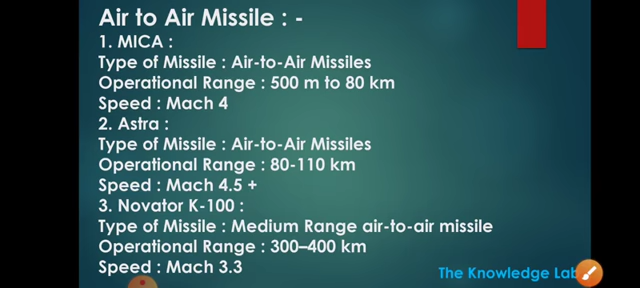 Air to Air Missile : -
1. MICA :
Type of Missile : Air-to-Air Missiles
Operational Range : 500 m to 80 km
Speed : Mach 4
2. Astra :
Type of Missile : Air-to-Air Missiles
Operational Range : 80-110 km
Speed : Mach 4.5 +
3. Novator K-100 :
Type of Missile : Medium Range air-to-air missile
Operational Range : 300–400 km
Speed : Mach 3.3
The Knowledge Lab